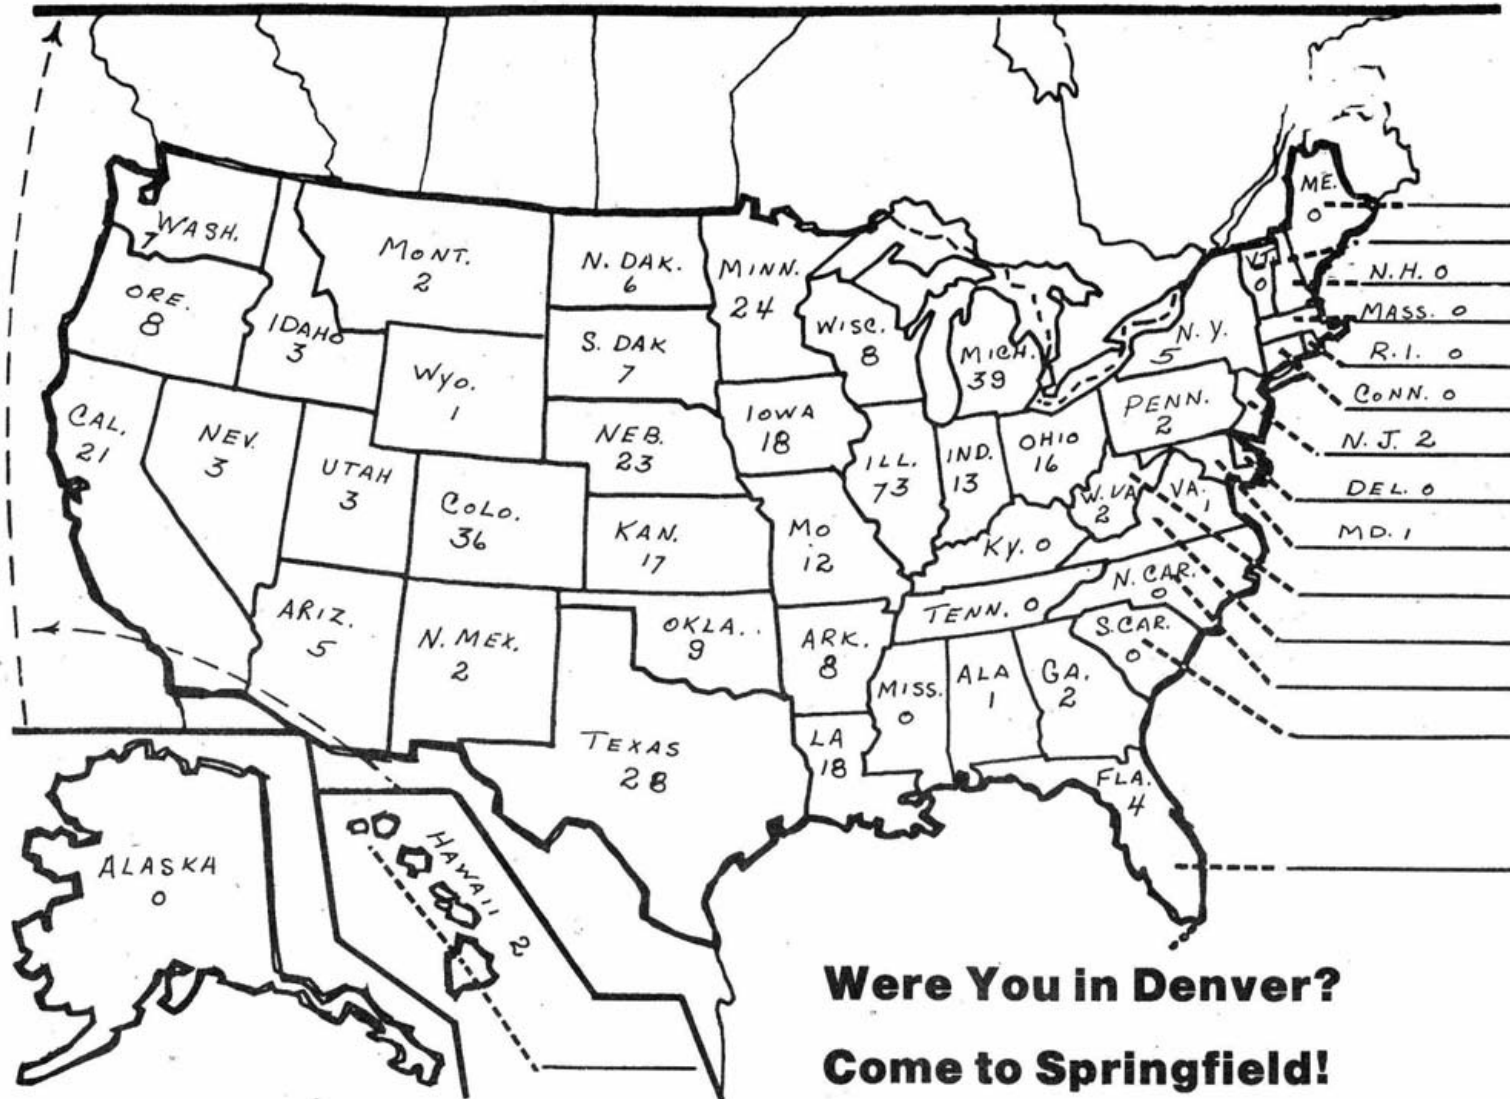 ME.
0
WASH.
7
MONT.
2
N. DAK.
6
MINN.
24
VT.
0
N.H. 0
ORE.
8
IDAHO
3
WISC.
8
MICH.
39
N.Y.
5
MASS. 0
S. DAK
7
R.I. 0
WYO.
1
CONN. 0
CAL.
21
NEV.
3
NEB.
23
IOWA
18
PENN.
2
N.J. 2
UTAH
3
COLO.
36
ILL.
73
IND.
13
OHIO
16
W.VA
2
VA.
1
DEL. 0
KAN.
17
MO
12
KY. 0
MD. 1
ARIZ.
5
N. MEX.
2
OKLA.
9
ARK.
8
TENN. 0
N. CAR.
0
S.CAR.
0
MISS.
0
ALA
1
GA.
2
TEXAS
28
LA
18
FLA.
4
ALASKA
0
HAWAII 2
Were You in Denver?
Come to Springfield!